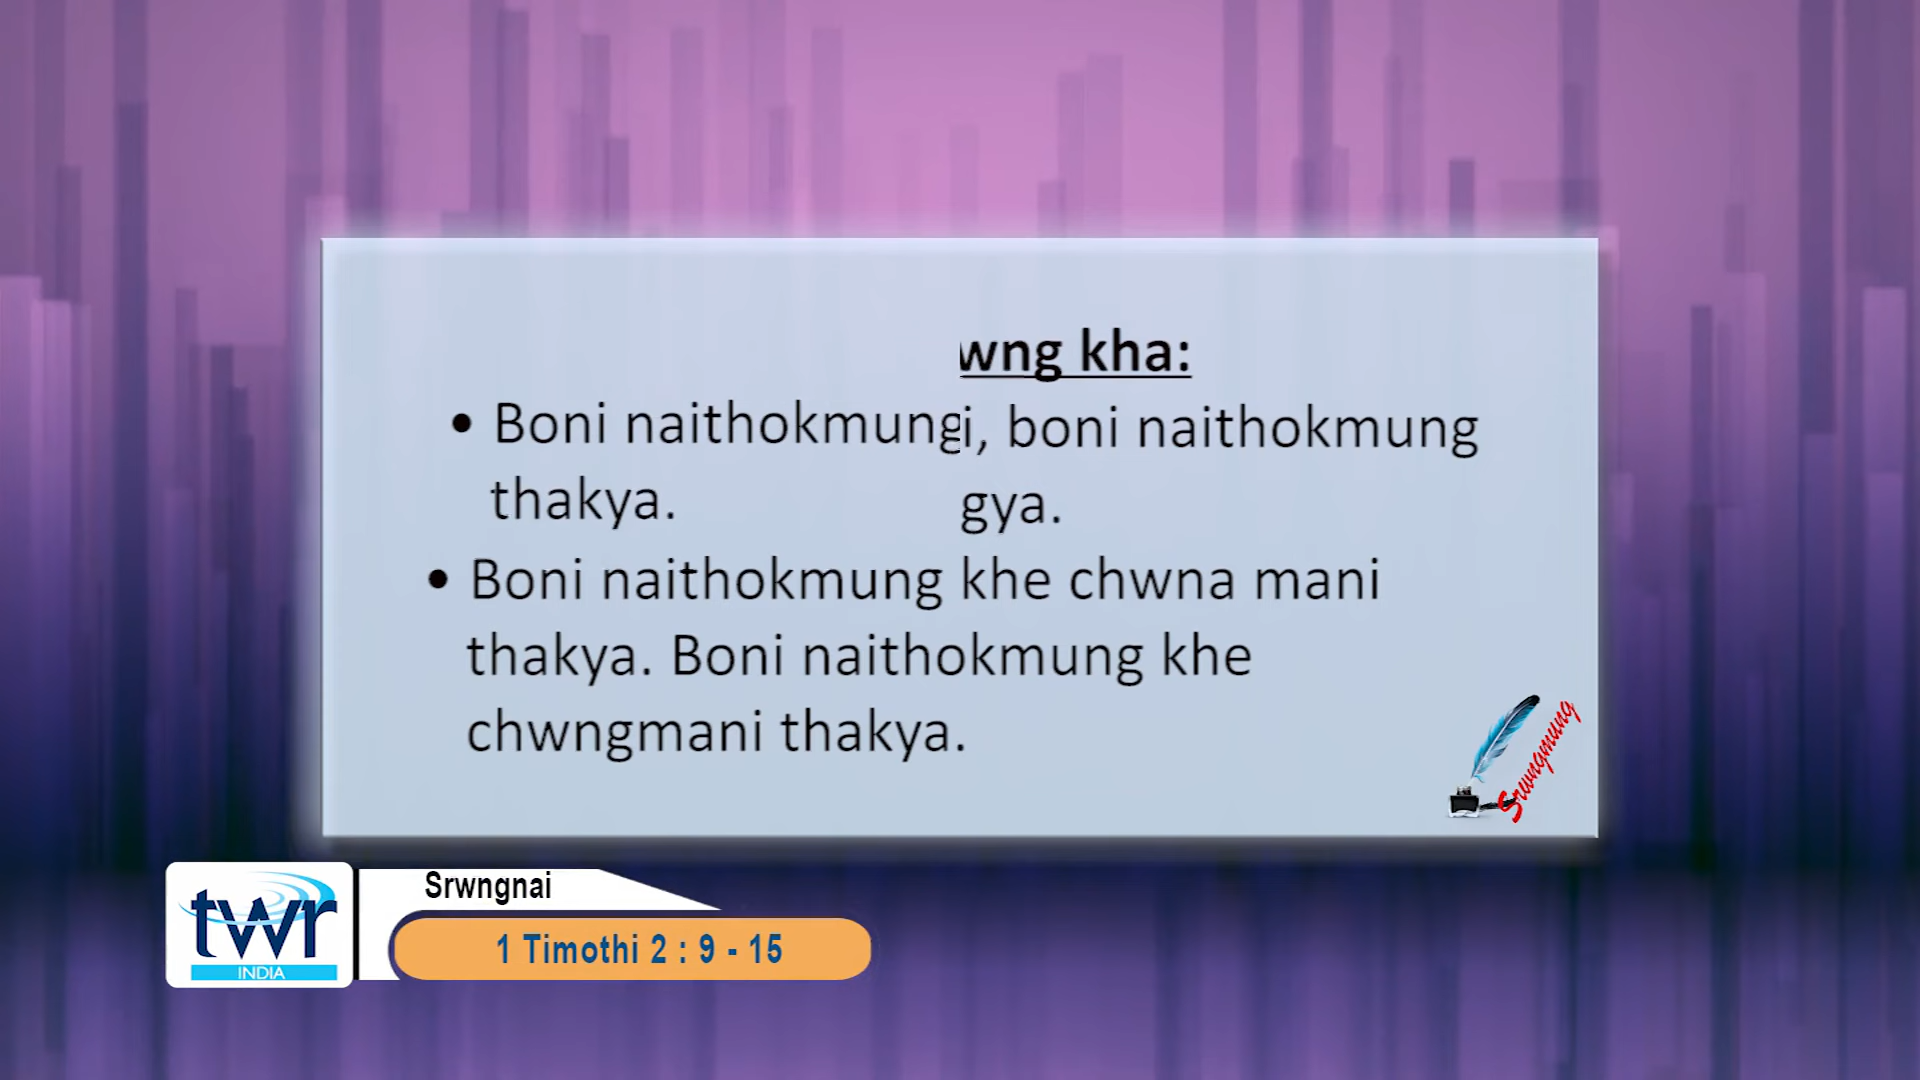 wng kha:
• Boni naithokmungi, boni naithokmung
thakya. gya.
• Boni naithokmung khe chwna mani
thakya. Boni naithokmung khe
chwngmani thakya.
Srwngmung
twr
INDIA
Srwngnai
1 Timothi 2 : 9 - 15